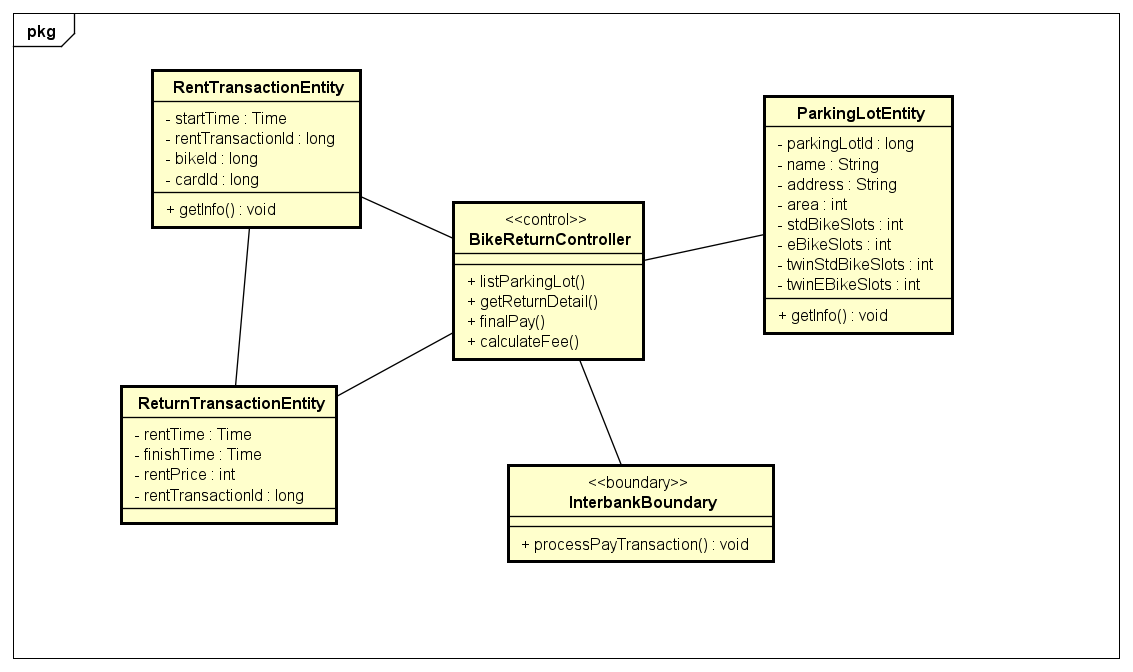 pkg
RentTransactionEntity
- startTime : Time
- rentTransactionId : long
- bikeId : long
- cardId : long
+ getInfo() : void
ParkingLotEntity
- parkingLotId : long
- name : String
- address : String
- area : int
- stdBikeSlots : int
- eBikeSlots : int
- twinStdBikeSlots : int
- twinEBikeSlots : int
+ getInfo() : void
<<control>>
BikeReturnController
+ listParkingLot()
+ getReturnDetail()
+ finalPay()
+ calculateFee()
ReturnTransactionEntity
- rentTime : Time
- finishTime : Time
- rentPrice : int
- rentTransactionId : long
<<boundary>>
InterbankBoundary
+ processPayTransaction() : void